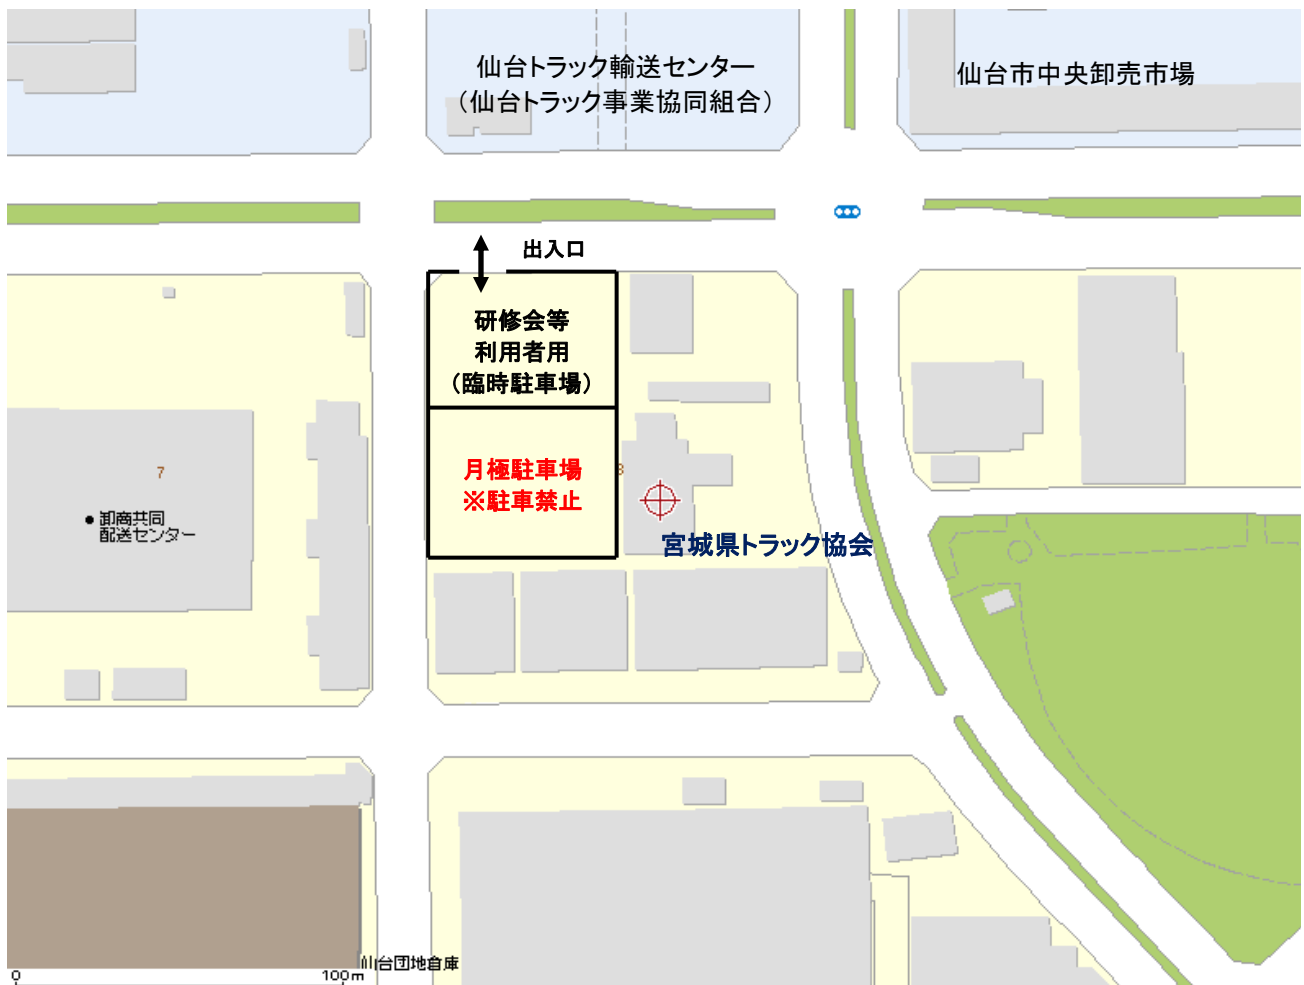 仙台トラック輸送センター
（仙台トラック事業協同組合）
仙台市中央卸売市場
出入口
研修会等
利用者用
（臨時駐車場）
月極駐車場
※駐車禁止
7
3
卸商共同
配送センター
宮城県トラック協会
仙台団地倉庫
0
100m